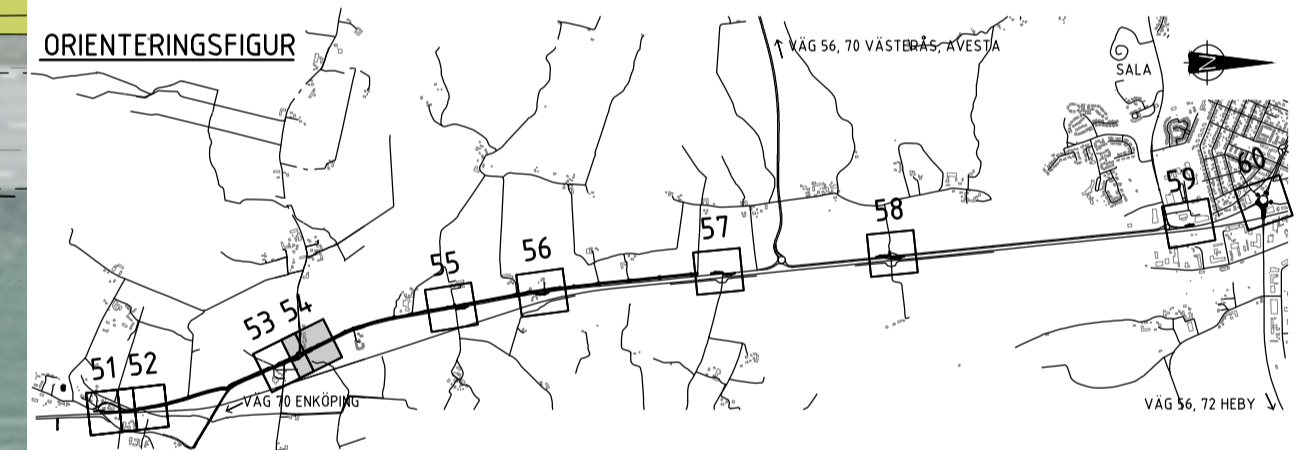 ORIENTERINGSFIGUR
VÄG 56, 70 VÄSTERÅS, AVESTA
SALA
N
60
59
58
57
56
55
54
53
52
51
VÄG 70 ENKÖPING
VÄG 56, 72 HEBY